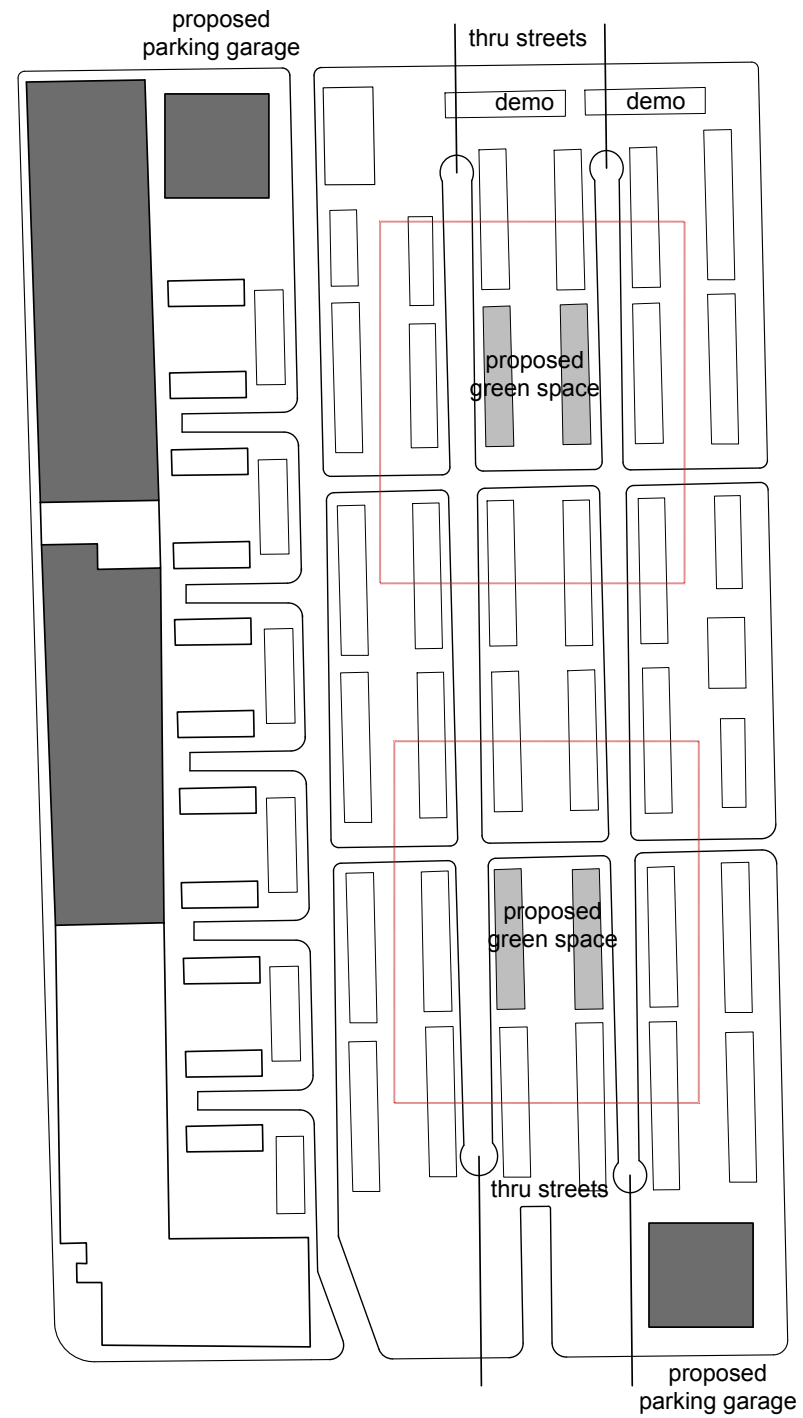 proposed
parking garage
thru streets
demo
demo
proposed
green space
proposed
green space
thru streets
proposed
parking garage